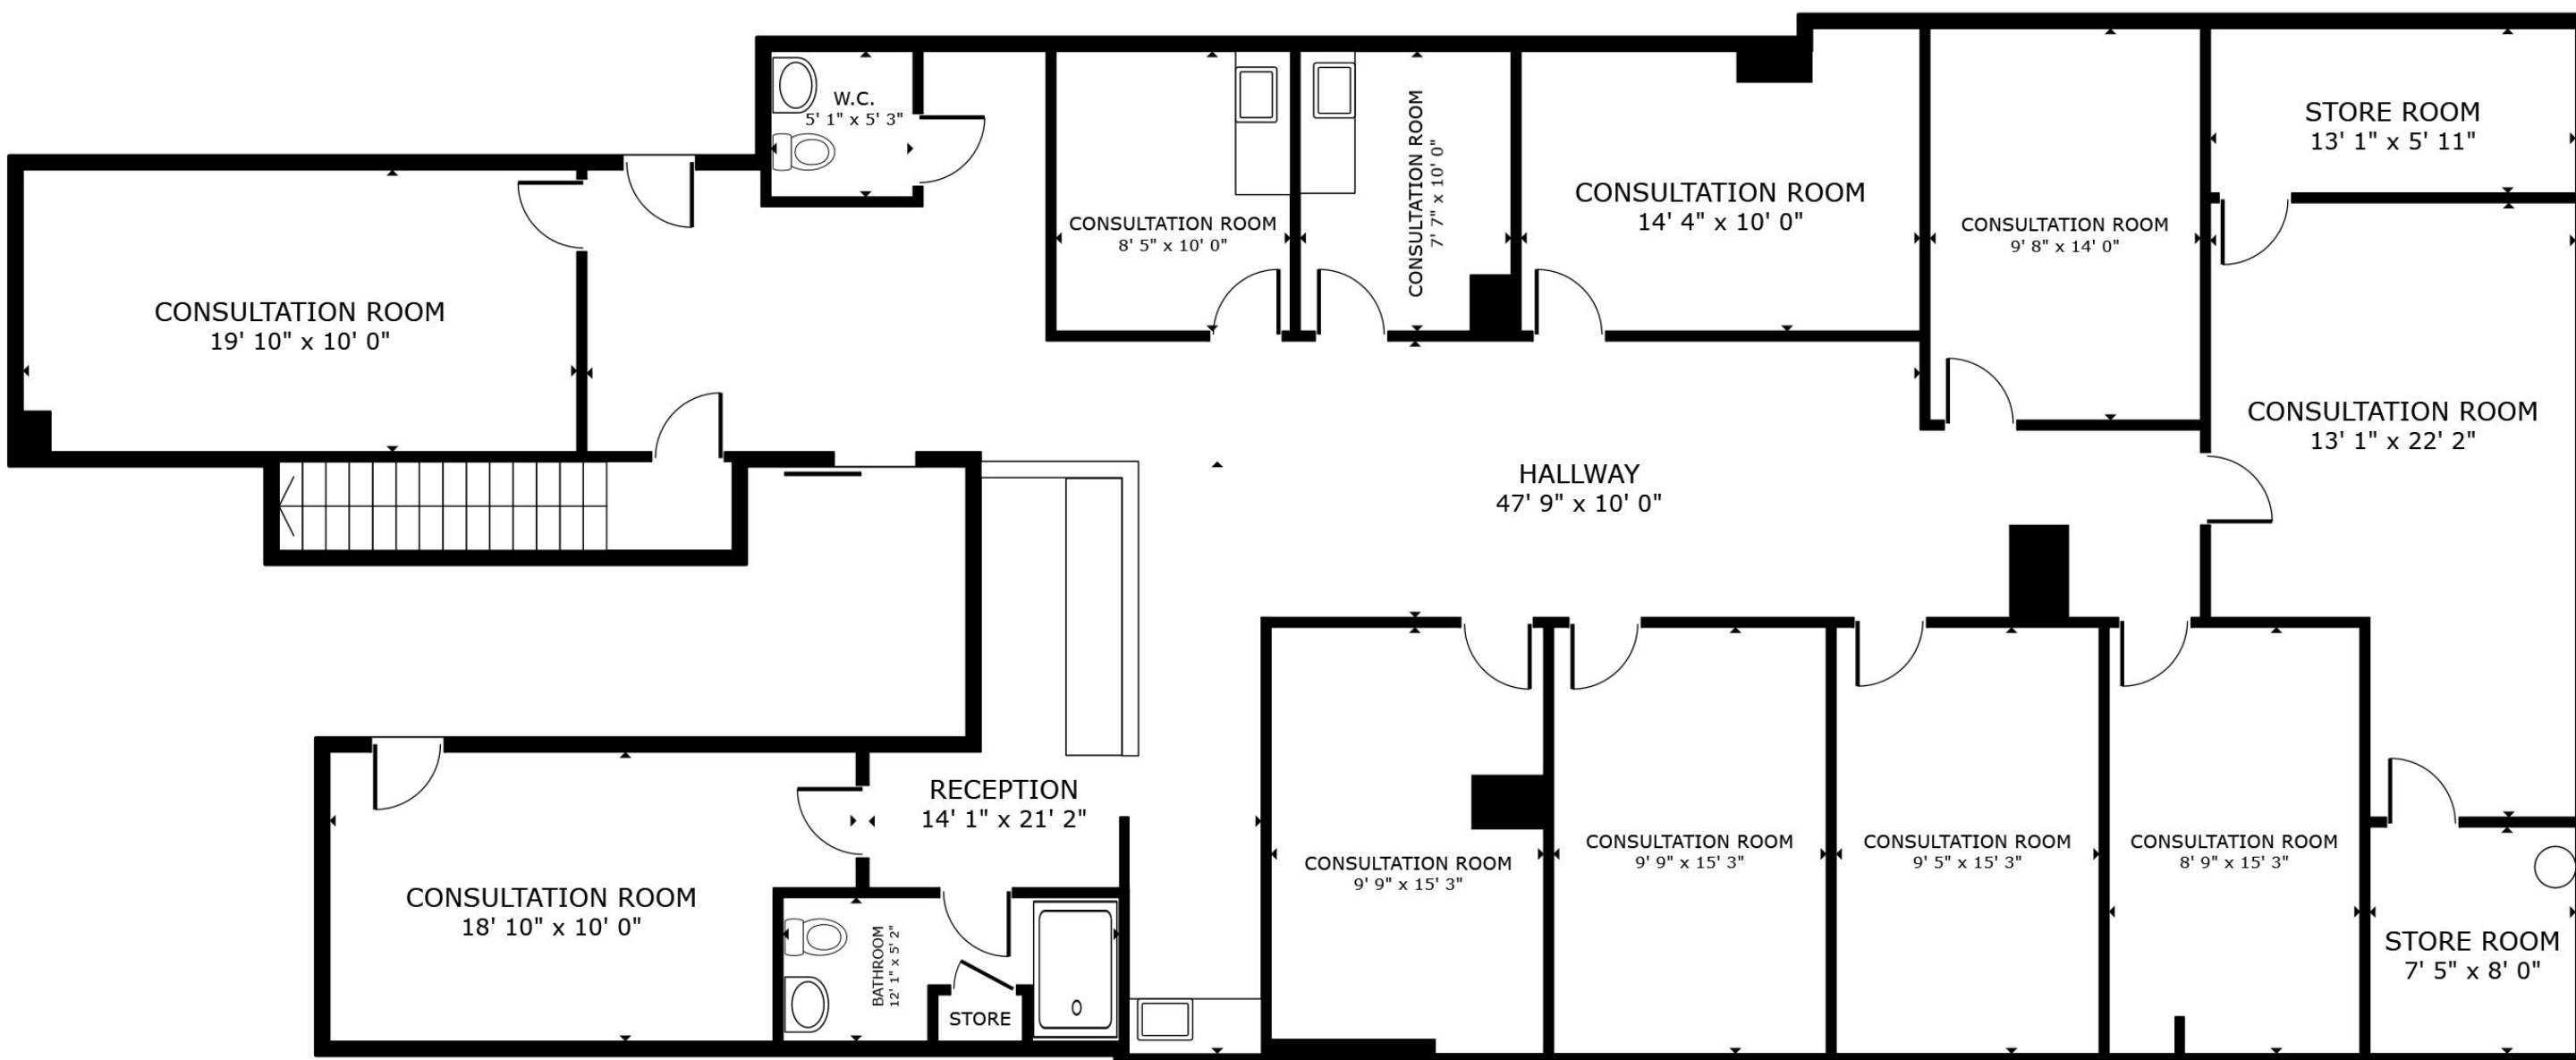 W.C.
5' 1" x 5' 3"
STORE ROOM
13' 1" x 5' 11"
CONSULTATION ROOM
19' 10" x 10' 0"
CONSULTATION ROOM
8' 5" x 10' 0"
CONSULTATION ROOM
7' 7" x 10' 0"
CONSULTATION ROOM
14' 4" x 10' 0"
CONSULTATION ROOM
9' 8" x 14' 0"
CONSULTATION ROOM
13' 1" x 22' 2"
HALLWAY
47' 9" x 10' 0"
RECEPTION
14' 1" x 21' 2"
CONSULTATION ROOM
18' 10" x 10' 0"
BATHROOM
12' 1" x 5' 2"
STORE
CONSULTATION ROOM
9' 9" x 15' 3"
CONSULTATION ROOM
9' 9" x 15' 3"
CONSULTATION ROOM
9' 5" x 15' 3"
CONSULTATION ROOM
8' 9" x 15' 3"
STORE ROOM
7' 5" x 8' 0"